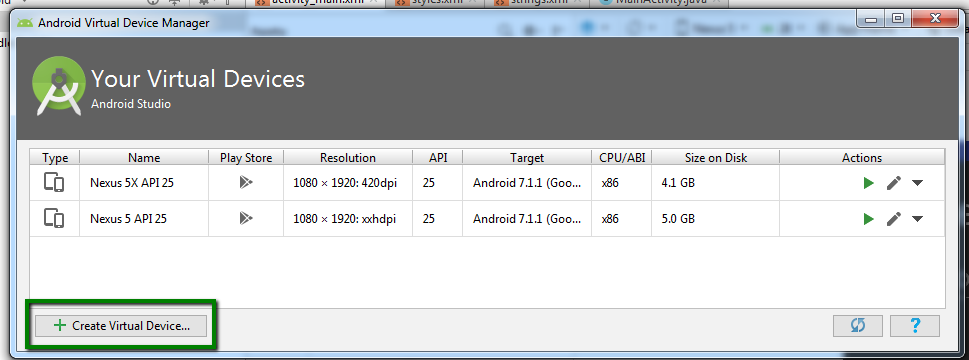 activity_main.xml
styles.xml
strings.xml
MainActivity.java
Android Virtual Device Manager
Your Virtual Devices
Android Studio
Type Name Play Store Resolution API Target CPU/ABI Size on Disk Actions
Nexus 5X API 25 1080 × 1920: 420dpi 25 Android 7.1.1 (Goo... x86 4.1 GB
Nexus 5 API 25 1080 × 1920: xxhdpi 25 Android 7.1.1 (Goo... x86 5.0 GB
+ Create Virtual Device... ?